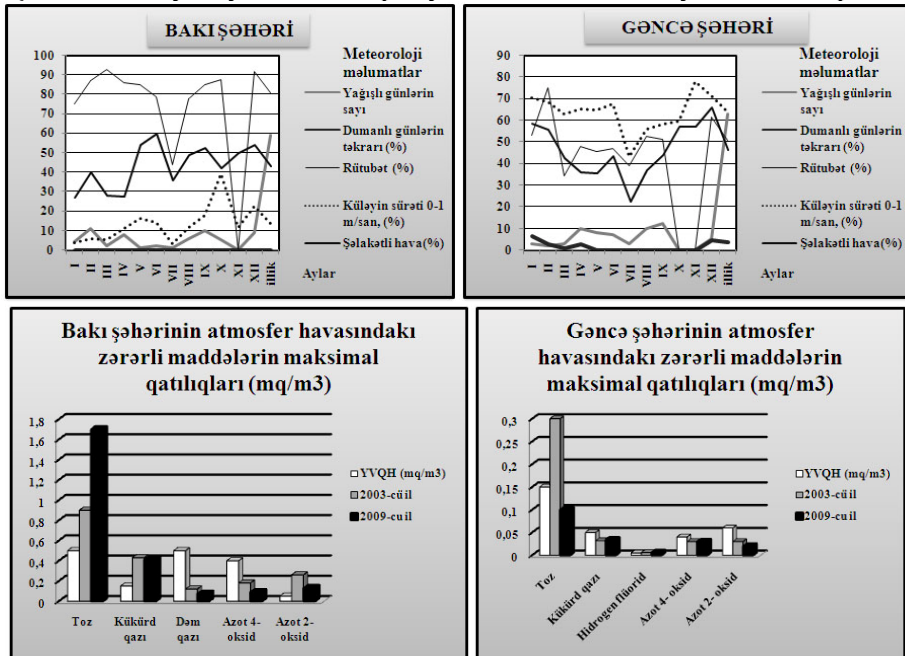 BAKI ŞƏHƏRİ
100
90
80
70
60
50
40
30
20
10
0
I
II
III
IV
V
VI
VII
VIII
IX
X
XI
XII
illik
Meteoroloji
məlumatlar
Yağışlı günlərin
sayı
Dumanlı günlərin
təkrarı (%)
Rütubət (%)
Küləyin sürəti 0-1
m/san, (%)
Şəlakətli hava(%)
Aylar
GƏNCƏ ŞƏHƏRİ
90
80
70
60
50
40
30
20
10
0
I
II
III
IV
V
VI
VII
VIII
IX
X
XI
XII
illik
Meteoroloji
məlumatlar
Yağışlı günlərin
sayı
Dumanlı günlərin
təkrarı (%)
Rütubət (%)
Küləyin sürəti 0-1
m/san, (%)
Şəlakətli hava(%)
Aylar
Bakı şəhərinin atmosfer havasındakı
zərərli maddələrin maksimal
qatılıqları (mq/m3)
1,8
1,6
1,4
1,2
1
0,8
0,6
0,4
0,2
0
Toz
Kükürd
qazı
Dəm
qazı
Azot 4-
oksid
Azot 2-
oksid
YVQH (mq/m3)
2003-cü il
2009-cu il
Gəncə şəhərinin atmosfer
havasındakı zərərli maddələrin
maksimal qatılıqları (mq/m3)
0,3
0,25
0,2
0,15
0,1
0,05
0
Toz
Kükürd qazı
Hidrogen flüorid
Azot 4- oksid
Azot 2- oksid
YVQH (mq/m3)
2003-cü il
2009-cu il